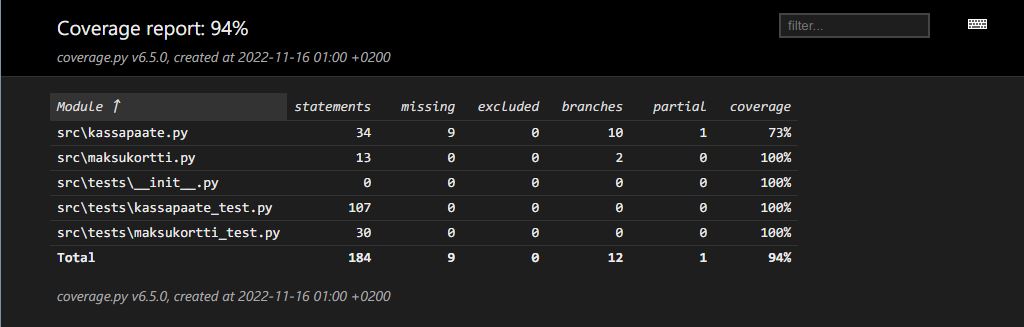 Coverage report: 94%
filter...
coverage.py v6.5.0, created at 2022-11-16 01:00 +0200
Module ↑ statements missing excluded branches partial coverage
src\kassapaate.py 34 9 0 10 1 73%
src\maksukortti.py 13 0 0 2 0 100%
src\tests\__init__.py 0 0 0 0 0 100%
src\tests\kassapaate_test.py 107 0 0 0 0 100%
src\tests\maksukortti_test.py 30 0 0 0 0 100%
Total 184 9 0 12 1 94%
coverage.py v6.5.0, created at 2022-11-16 01:00 +0200